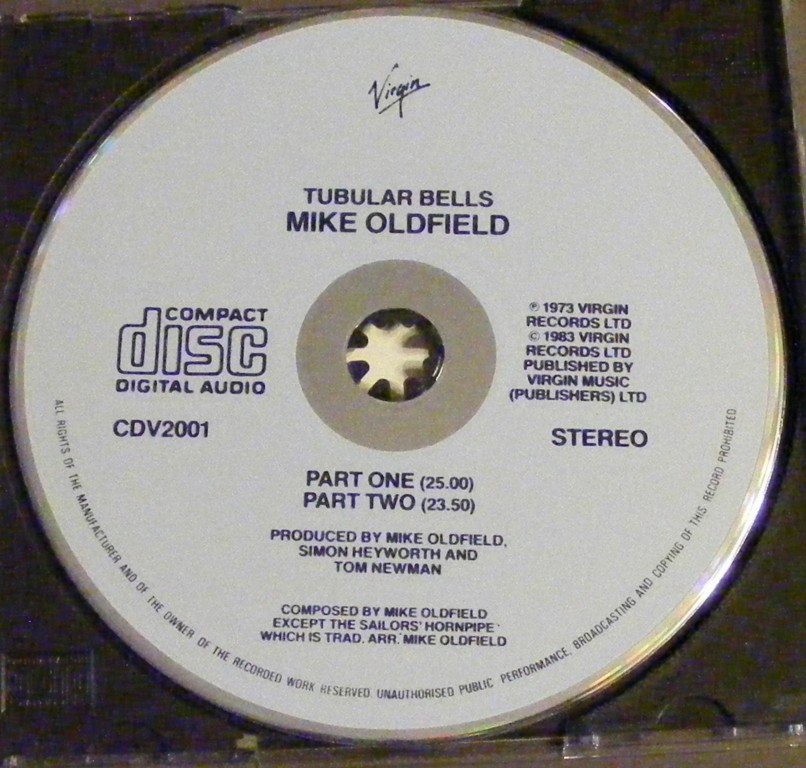 Virgin
TUBULAR BELLS
MIKE OLDFIELD
COMPACT
disc
DIGITAL AUDIO
CDV2001
℗ 1973 VIRGIN
RECORDS LTD
© 1983 VIRGIN
RECORDS LTD
PUBLISHED BY
VIRGIN MUSIC
(PUBLISHERS) LTD
STEREO
PART ONE (25.00)
PART TWO (23.50)
PRODUCED BY MIKE OLDFIELD,
SIMON HEYWORTH AND
TOM NEWMAN
COMPOSED BY MIKE OLDFIELD
EXCEPT THE SAILORS' HORNPIPE
WHICH IS TRAD. ARR. MIKE OLDFIELD
ALL RIGHTS OF THE MANUFACTURER AND OF THE OWNER OF THE RECORDED WORK RESERVED. UNAUTHORISED PUBLIC PERFORMANCE, BROADCASTING AND COPYING OF THIS RECORD PROHIBITED.